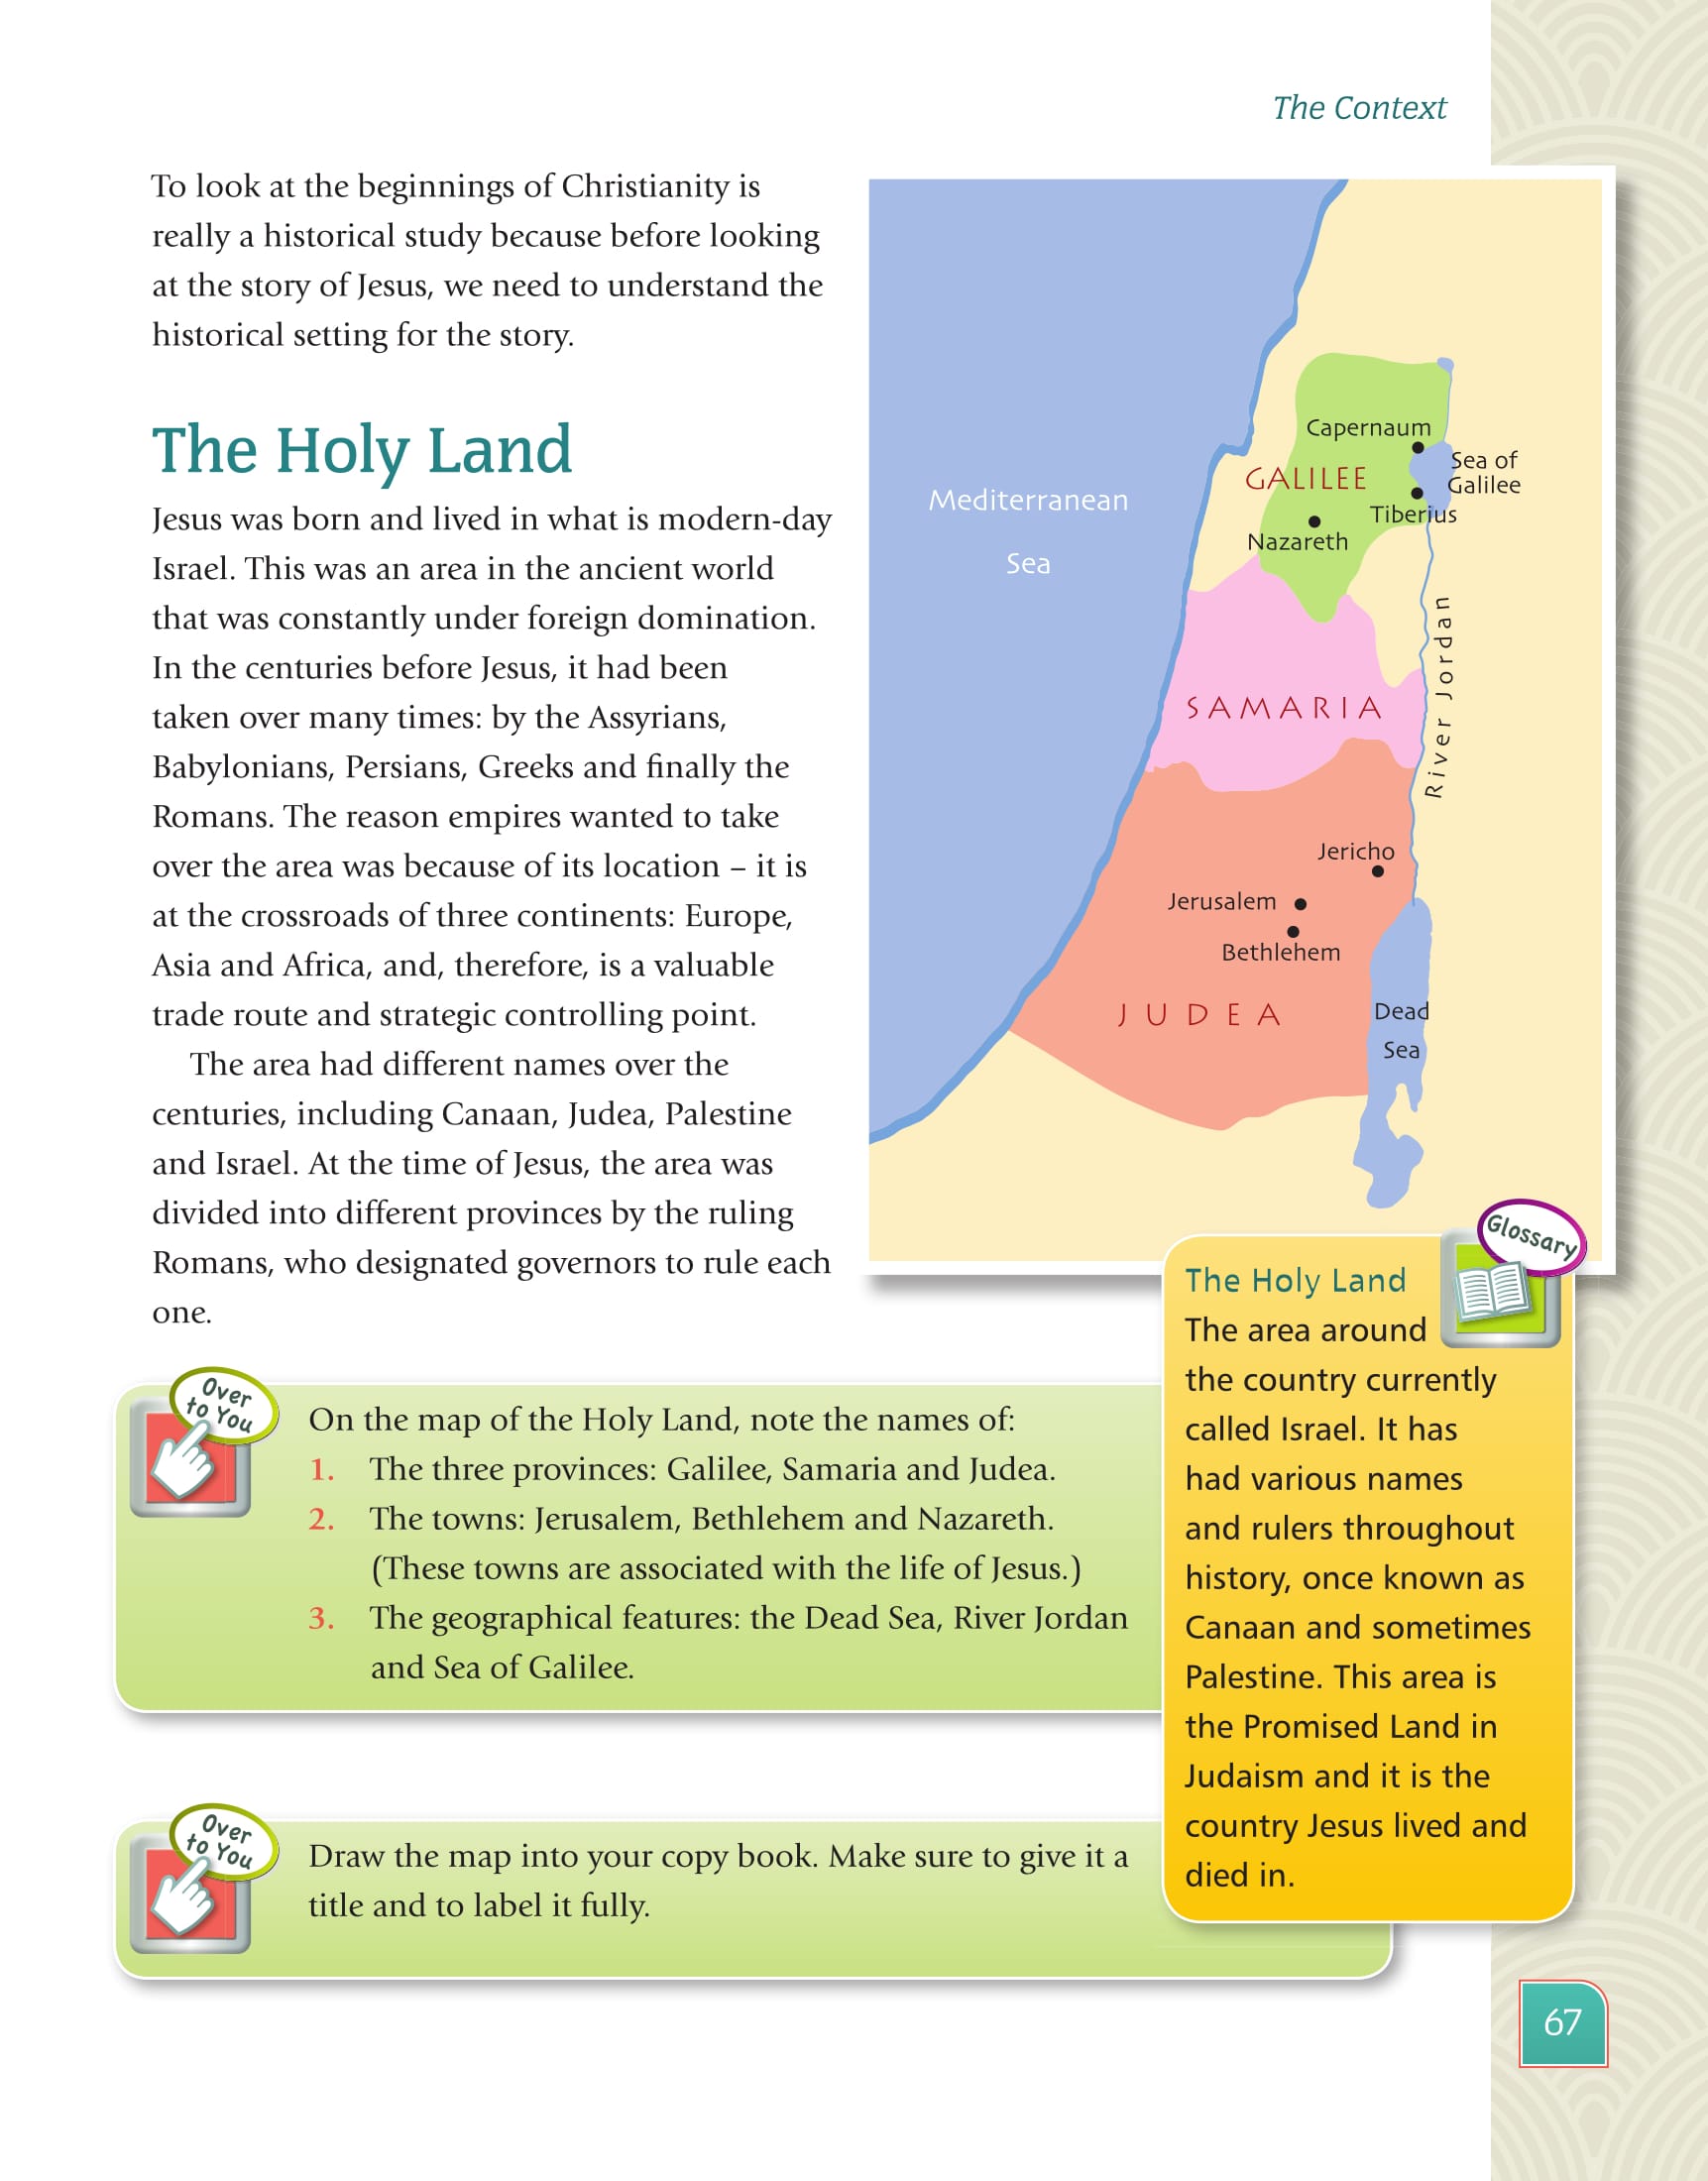 The Context
To look at the beginnings of Christianity is
really a historical study because before looking
at the story of Jesus, we need to understand the
historical setting for the story.
The Holy Land
Jesus was born and lived in what is modern-day
Israel. This was an area in the ancient world
that was constantly under foreign domination.
In the centuries before Jesus, it had been
taken over many times: by the Assyrians,
Babylonians, Persians, Greeks and finally the
Romans. The reason empires wanted to take
over the area was because of its location – it is
at the crossroads of three continents: Europe,
Asia and Africa, and, therefore, is a valuable
trade route and strategic controlling point.
The area had different names over the
centuries, including Canaan, Judea, Palestine
and Israel. At the time of Jesus, the area was
divided into different provinces by the ruling
Romans, who designated governors to rule each
one.
Mediterranean
Sea
Capernaum
GALILEE
Sea of
Galilee
Tiberius
Nazareth
SAMARIA
River Jordan
Jericho
Jerusalem
Bethlehem
JUDEA
Dead
Sea
Glossary
The Holy Land
The area around
the country currently
called Israel. It has
had various names
and rulers throughout
history, once known as
Canaan and sometimes
Palestine. This area is
the Promised Land in
Judaism and it is the
country Jesus lived and
died in.
Over
to You
On the map of the Holy Land, note the names of:
1. The three provinces: Galilee, Samaria and Judea.
2. The towns: Jerusalem, Bethlehem and Nazareth.
(These towns are associated with the life of Jesus.)
3. The geographical features: the Dead Sea, River Jordan
and Sea of Galilee.
Over
to You
Draw the map into your copy book. Make sure to give it a
title and to label it fully.
67